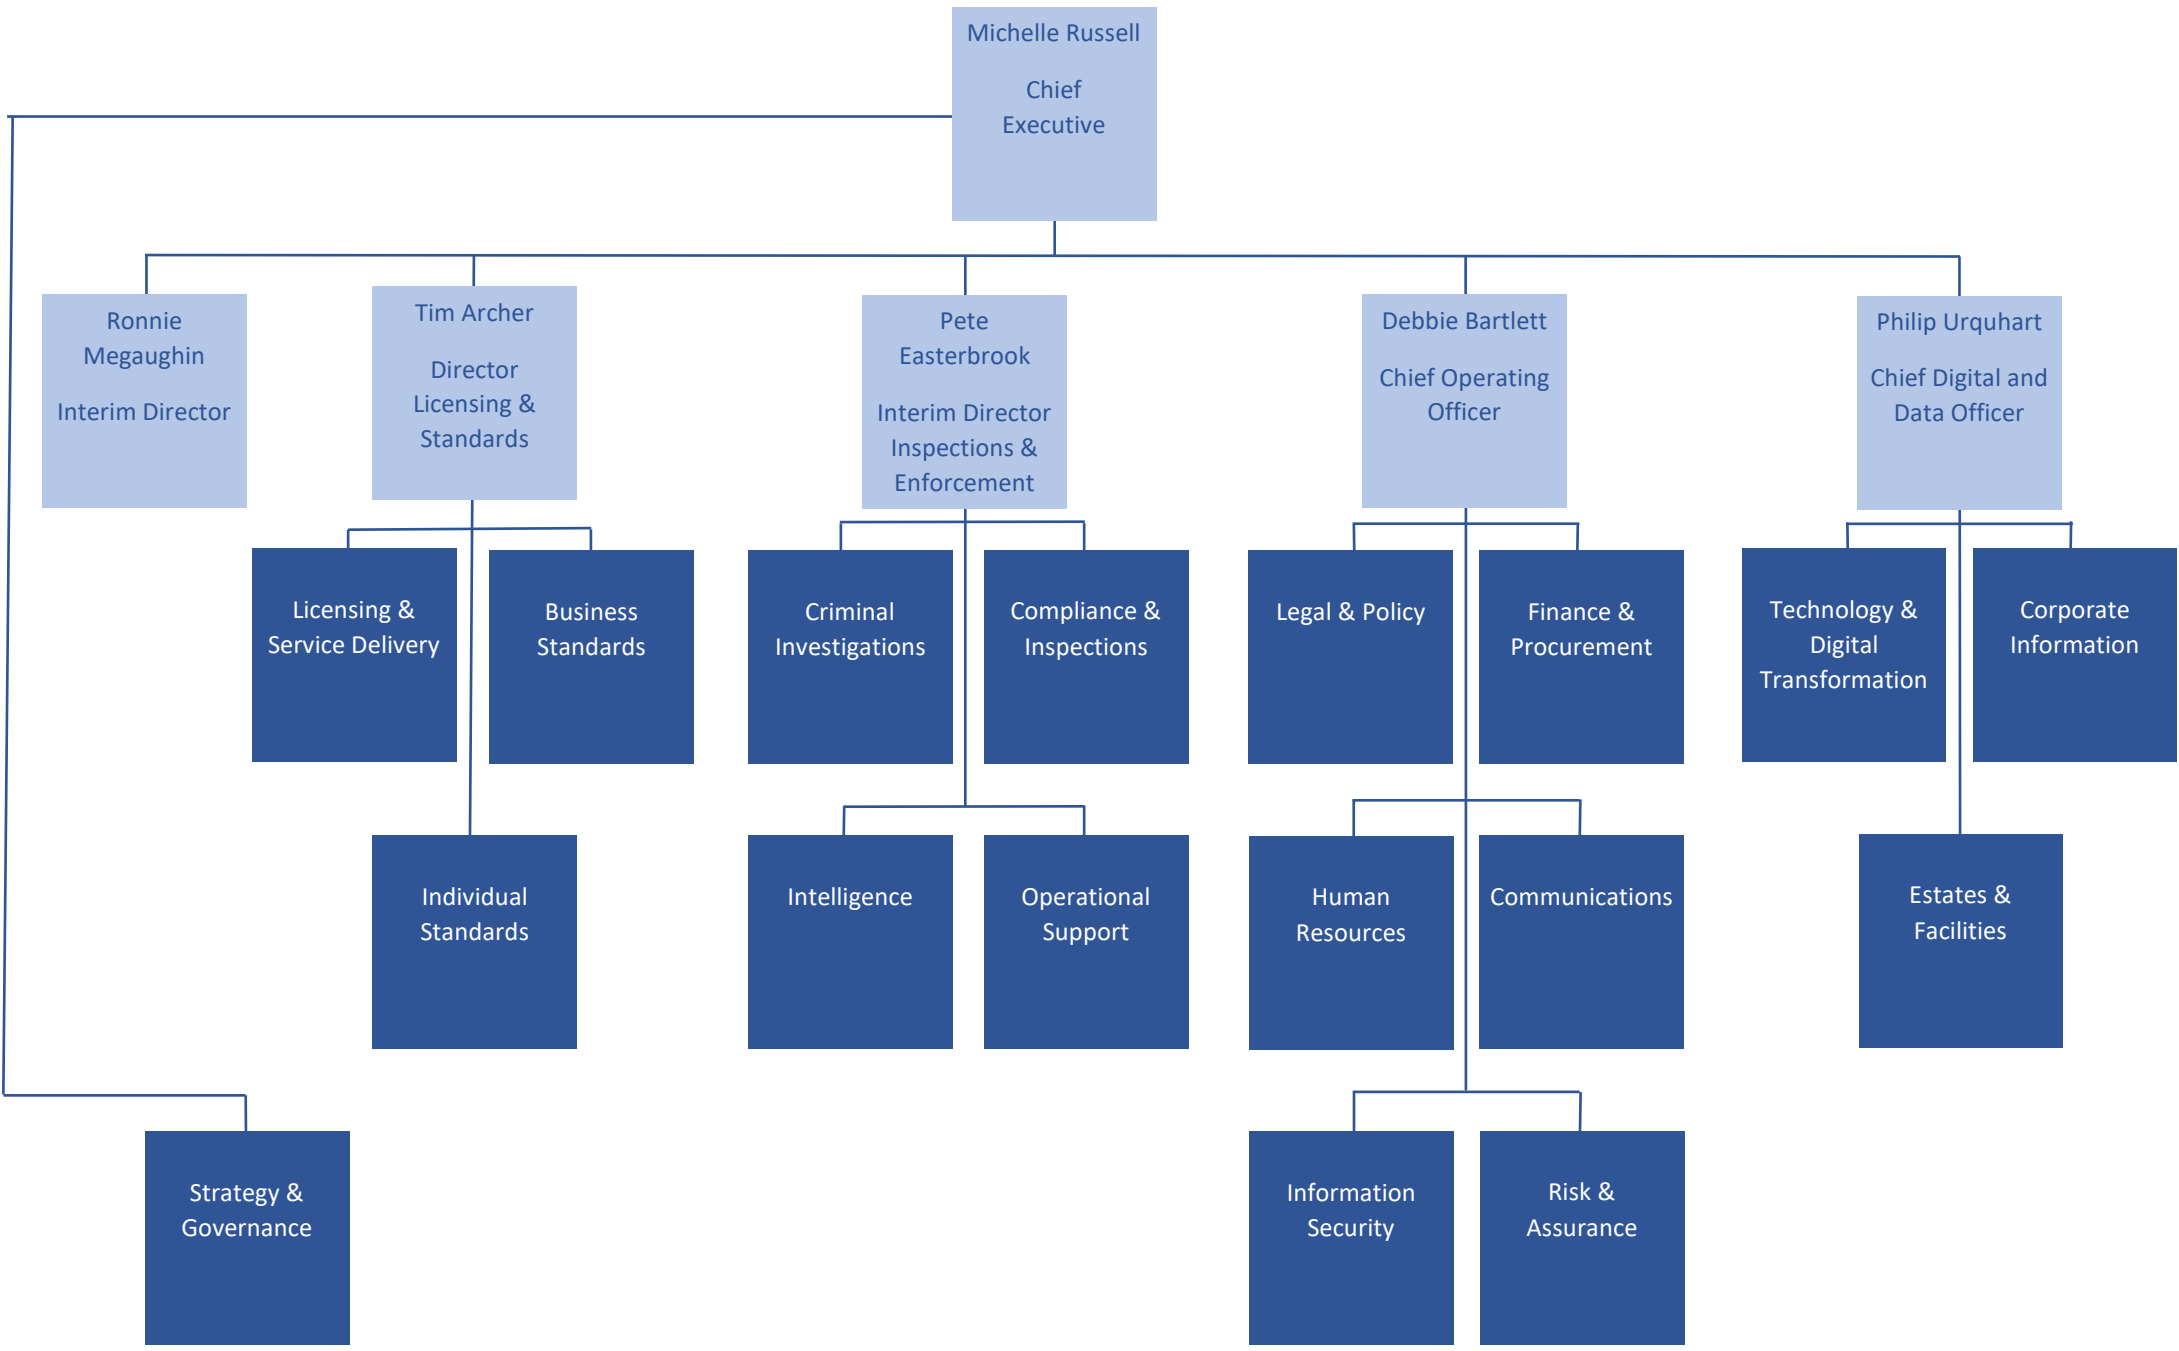 Michelle Russell
Chief
Executive
Ronnie
Megaughin
Interim Director
Tim Archer
Director
Licensing &
Standards
Pete
Easterbrook
Interim Director
Inspections &
Enforcement
Debbie Bartlett
Chief Operating
Officer
Philip Urquhart
Chief Digital and
Data Officer
Licensing &
Service Delivery
Business
Standards
Criminal
Investigations
Compliance &
Inspections
Legal & Policy
Finance &
Procurement
Technology &
Digital
Transformation
Corporate
Information
Individual
Standards
Intelligence
Operational
Support
Human
Resources
Communications
Estates &
Facilities
Strategy &
Governance
Information
Security
Risk &
Assurance